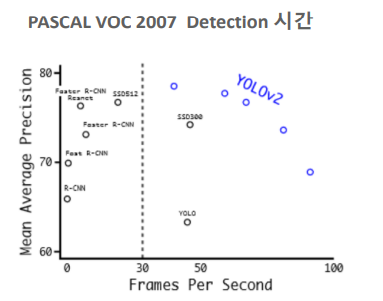 PASCAL VOC 2007 Detection 시간
Mean Average Precision
80
70
60
Faster R-CNN
Resnet
SSD512
Faster R-CNN
Fast R-CNN
R-CNN
SSD300
YOLO
YOLOv2
0
30
50
100
Frames Per Second